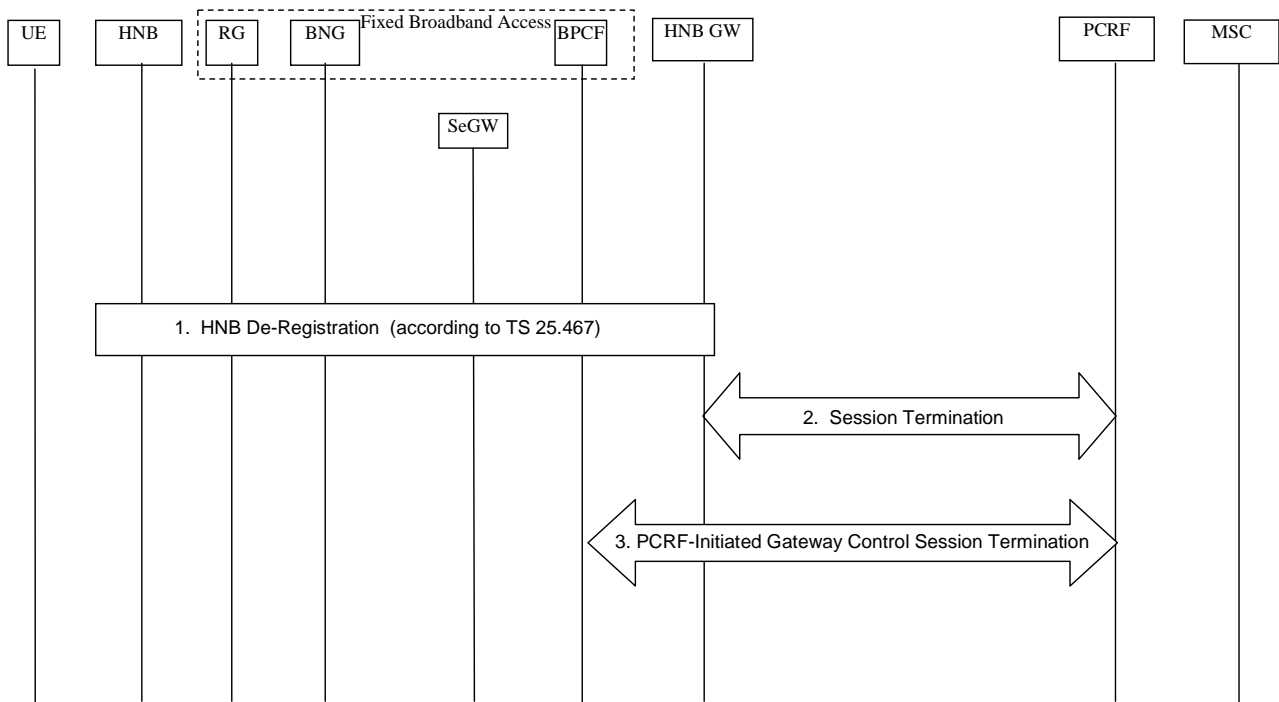 Fixed Broadband Access
UE
HNB
RG
BNG
BPCF
HNB GW
PCRF
MSC
SeGW
1. HNB De-Registration (according to TS 25.467)
2. Session Termination
3. PCRF-Initiated Gateway Control Session Termination